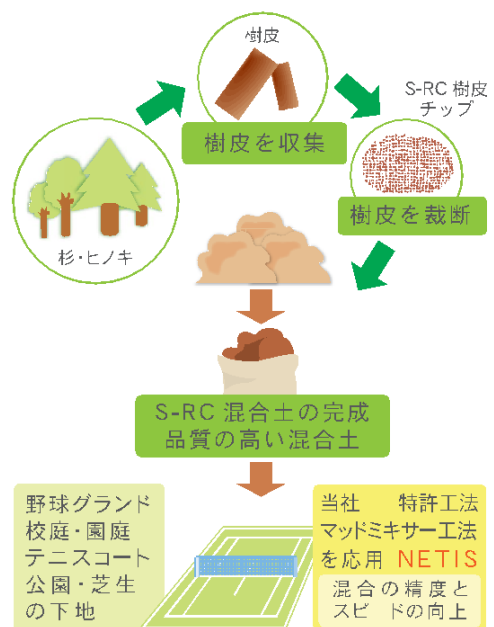 樹皮
樹皮を収集
S-RC 樹皮
チップ
樹皮を裁断
杉・ヒノキ
S-RC 混合土の完成
品質の高い混合土
野球グランド
校庭・園庭
テニスコート
公園・芝生
の下地
当社　特許工法
マッドミキサー工法
を応用 NETIS
混合の精度と
スピードの向上